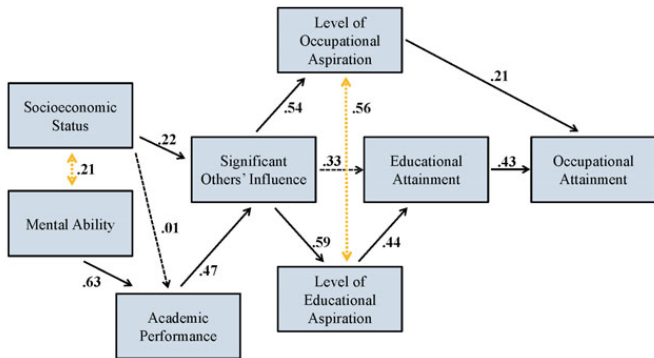 Level of
Occupational
Aspiration
.21
Socioeconomic
Status
.54
.56
.22
Significant
Others' Influence
.33
Educational
Attainment
.43
Occupational
Attainment
.21
Mental Ability
.01
.59
.44
.63
.47
Level of
Educational
Aspiration
Academic
Performance